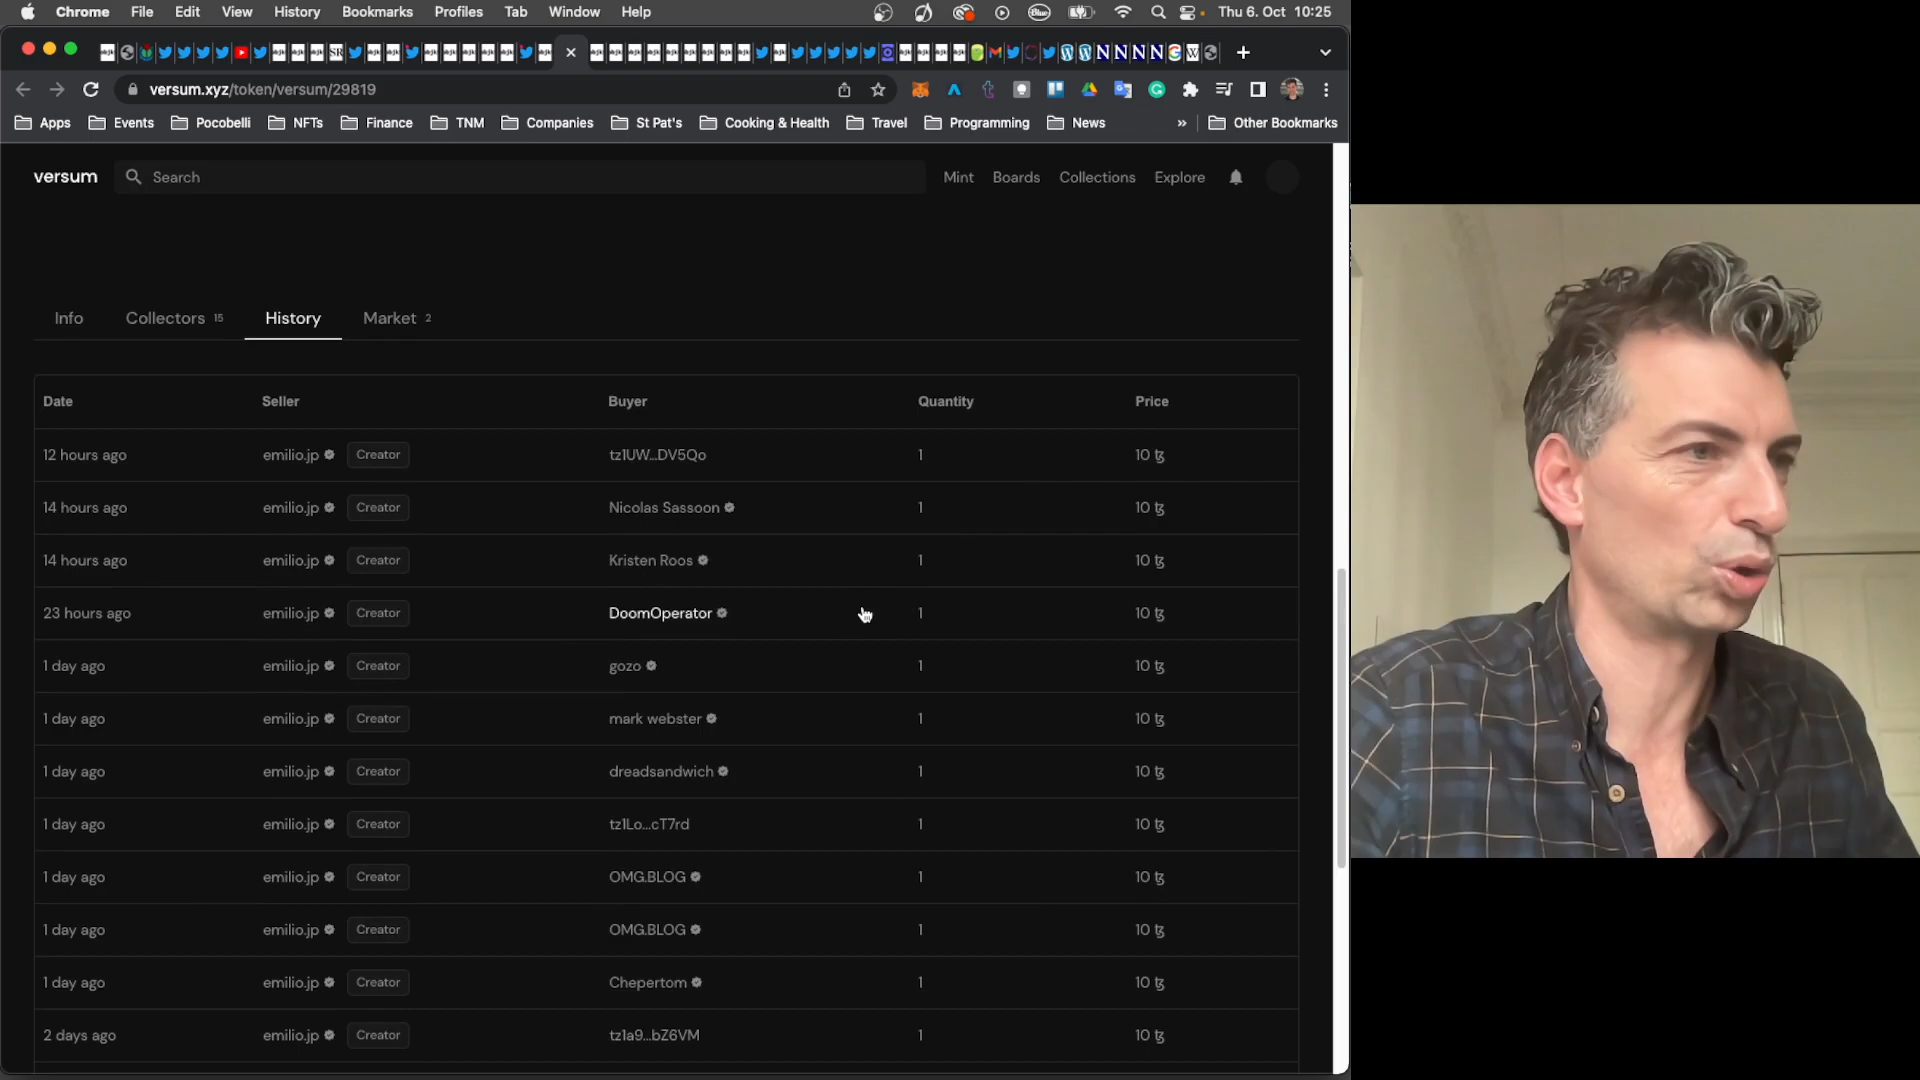 Chrome File Edit View History Bookmarks Profiles Tab Window Help Thu 6. Oct 10:25
versum.xyz/token/versum/29819
Apps Events Pocobelli NFTs Finance TNM Companies St Pat's Cooking & Health Travel Programming News » Other Bookmarks
versum Search Mint Boards Collections Explore
Info Collectors 15 History Market 2
Date Seller Buyer Quantity Price
12 hours ago emilio.jp Creator tz1UW...DV5Qo 1 10 ꜩ
14 hours ago emilio.jp Creator Nicolas Sassoon 1 10 ꜩ
14 hours ago emilio.jp Creator Kristen Roos 1 10 ꜩ
23 hours ago emilio.jp Creator DoomOperator 1 10 ꜩ
1 day ago emilio.jp Creator gozo 1 10 ꜩ
1 day ago emilio.jp Creator mark webster 1 10 ꜩ
1 day ago emilio.jp Creator dreadsandwich 1 10 ꜩ
1 day ago emilio.jp Creator tz1Lo...cT7rd 1 10 ꜩ
1 day ago emilio.jp Creator OMG.BLOG 1 10 ꜩ
1 day ago emilio.jp Creator OMG.BLOG 1 10 ꜩ
1 day ago emilio.jp Creator Chepertom 1 10 ꜩ
2 days ago emilio.jp Creator tz1a9...bZ6VM 1 10 ꜩ